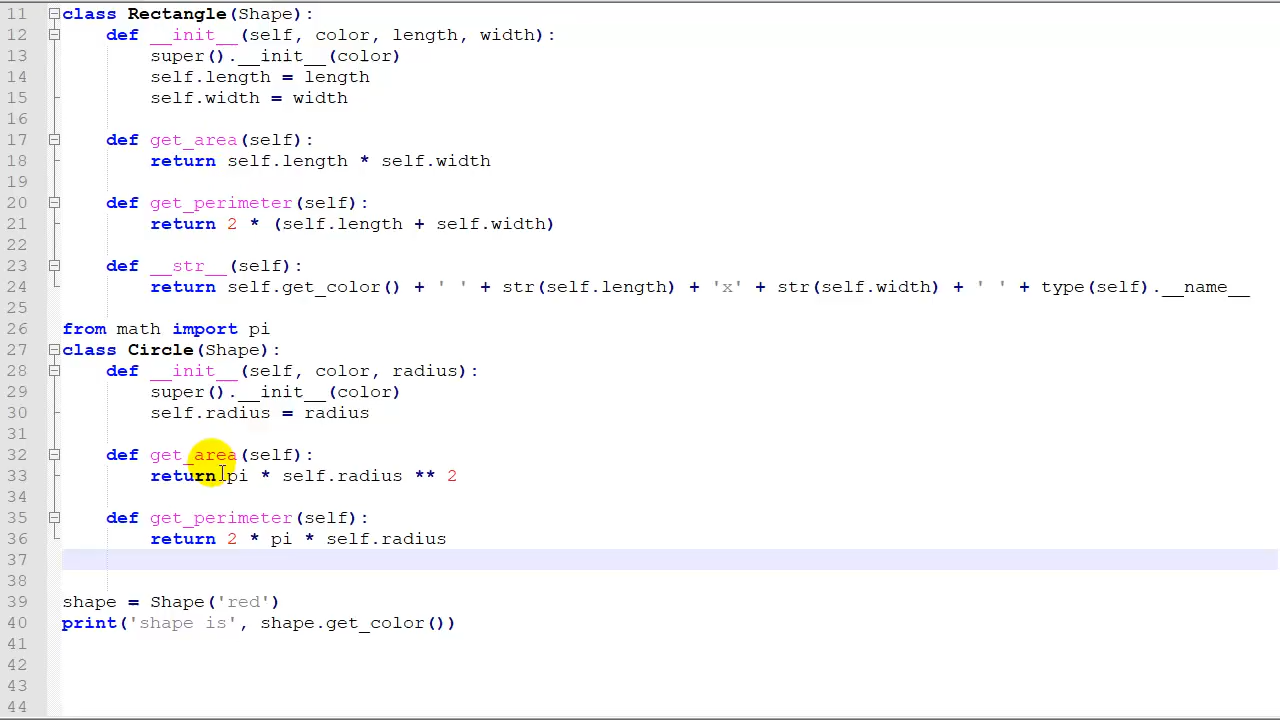 11 class Rectangle(Shape):
12     def __init__(self, color, length, width):
13         super().__init__(color)
14         self.length = length
15         self.width = width
16
17     def get_area(self):
18         return self.length * self.width
19
20     def get_perimeter(self):
21         return 2 * (self.length + self.width)
22
23     def __str__(self):
24         return self.get_color() + ' ' + str(self.length) + 'x' + str(self.width) + ' ' + type(self).__name__
25
26 from math import pi
27 class Circle(Shape):
28     def __init__(self, color, radius):
29         super().__init__(color)
30         self.radius = radius
31
32     def get_area(self):
33         return pi * self.radius ** 2
34
35     def get_perimeter(self):
36         return 2 * pi * self.radius
37
38
39 shape = Shape('red')
40 print('shape is', shape.get_color())
41
42
43
44